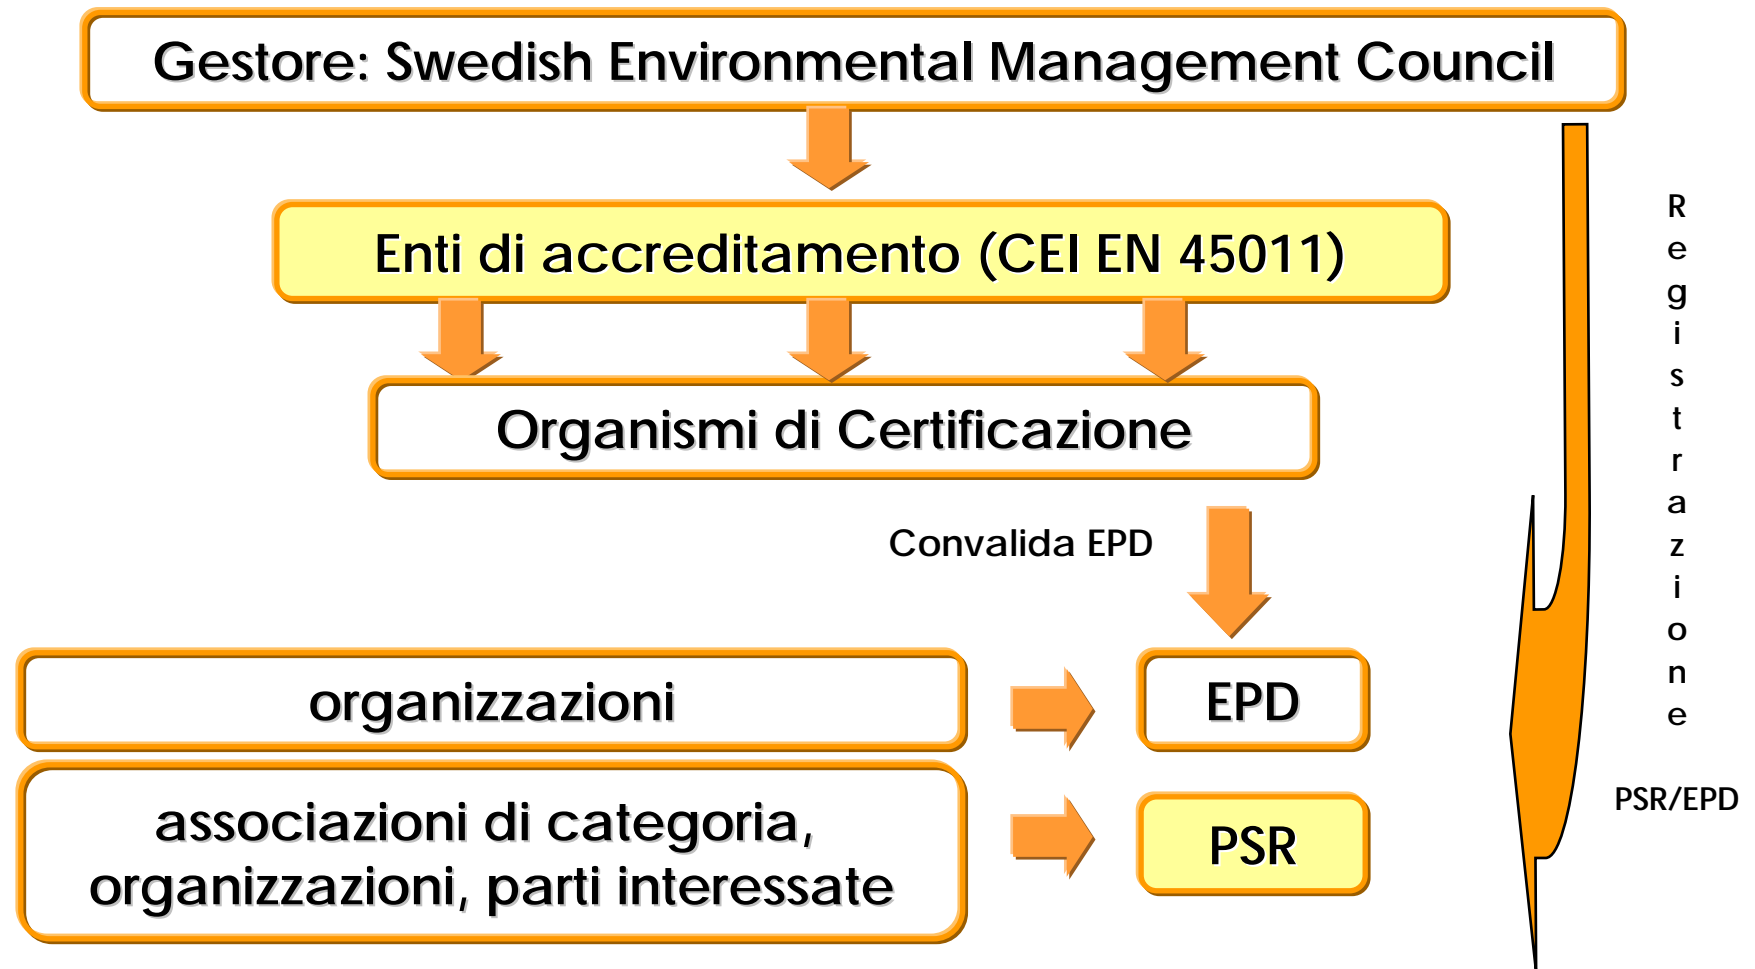 Gestore: Swedish Environmental Management Council
Enti di accreditamento (CEI EN 45011)
Organismi di Certificazione
Convalida EPD
organizzazioni
EPD
associazioni di categoria,
organizzazioni, parti interessate
PSR
Registrazione
PSR/EPD